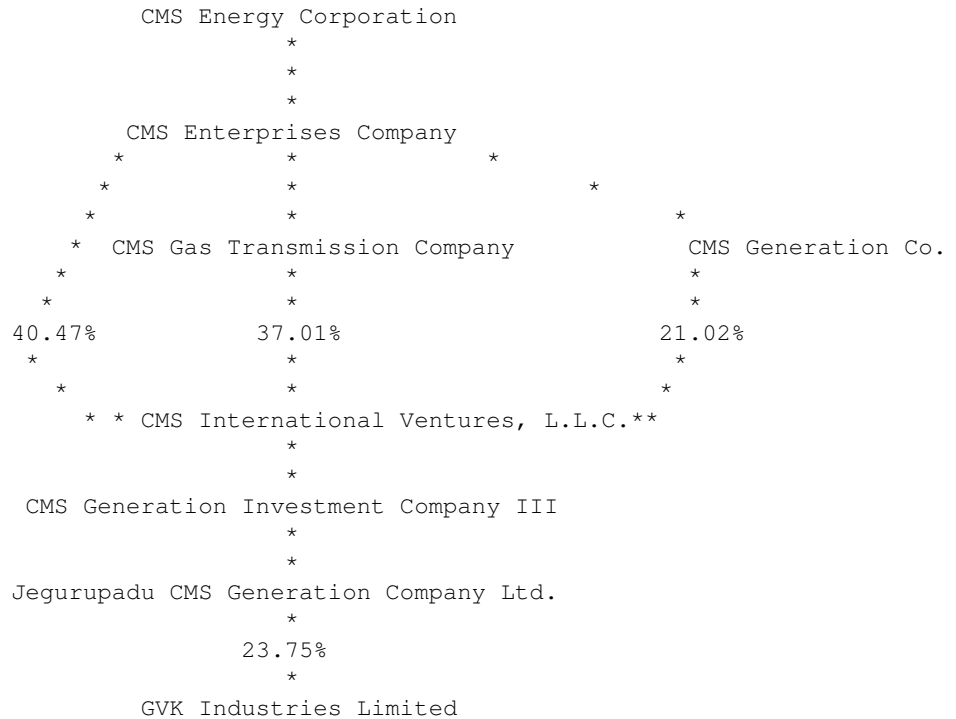 CMS Energy Corporation
*
*
*
CMS Enterprises Company
* * *
* * *
* * *
* CMS Gas Transmission Company CMS Generation Co.
* * *
* * *
40.47% 37.01% 21.02%
* * *
* * *
* * CMS International Ventures, L.L.C.**
*
*
CMS Generation Investment Company III
*
*
Jegurupadu CMS Generation Company Ltd.
*
23.75%
*
GVK Industries Limited